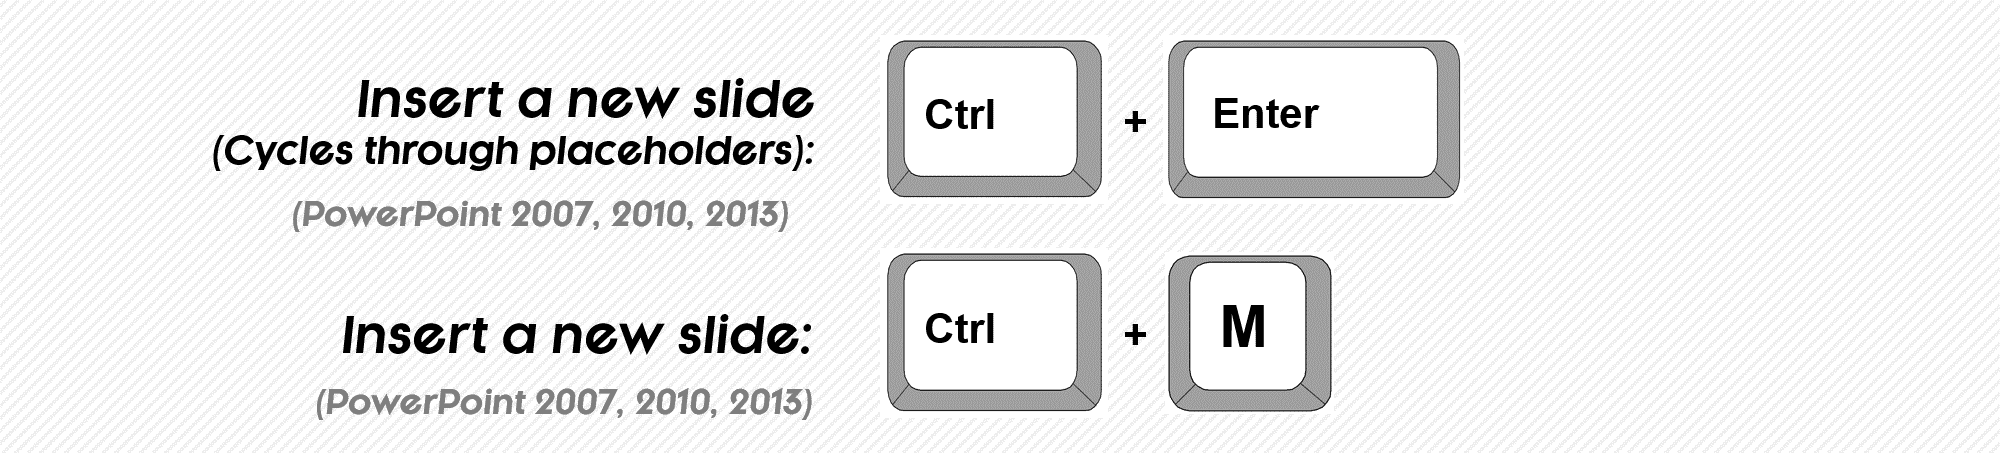 Insert a new slide
(Cycles through placeholders):
(PowerPoint 2007, 2010, 2013)
Ctrl + Enter
Insert a new slide:
(PowerPoint 2007, 2010, 2013)
Ctrl + M